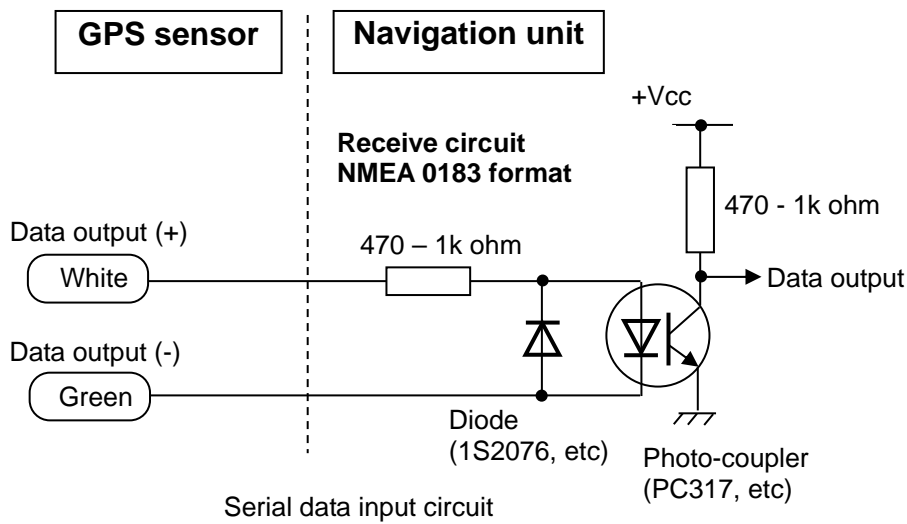 GPS sensor
Navigation unit
+Vcc
Receive circuit
NMEA 0183 format
470 - 1k ohm
Data output (+)
470 – 1k ohm
White
Data output
Data output (-)
Green
Diode
(1S2076, etc)
Photo-coupler
(PC317, etc)
Serial data input circuit